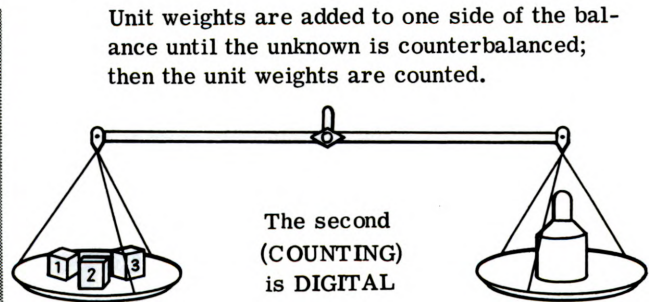 Unit weights are added to one side of the bal-
ance until the unknown is counterbalanced;
then the unit weights are counted.
The second
(COUNTING)
1 2 3
is DIGITAL